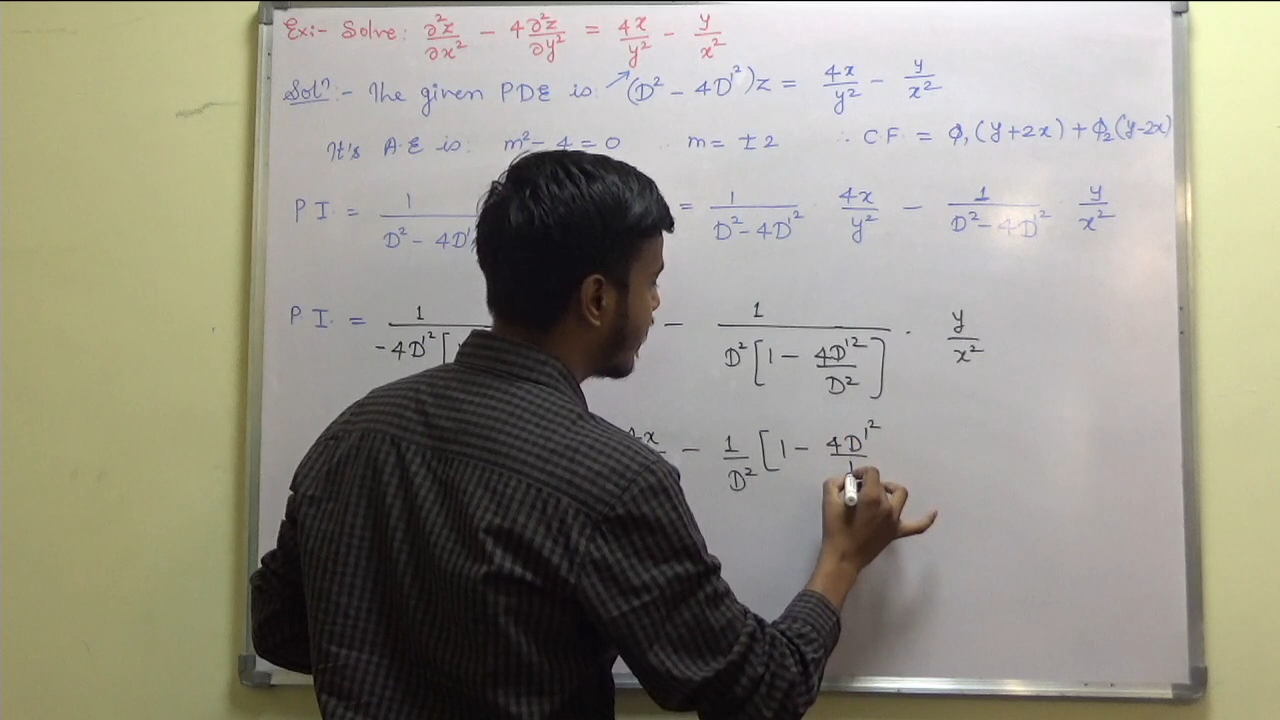 Ex:- Solve: ∂²z/∂x² - 4∂²z/∂y² = 4x/y² - y/x²
Solⁿ:- The given PDE is: (D² - 4D'²)z = 4x/y² - y/x²
It's A.E is: m² - 4 = 0 m = ±2 ∴ CF = φ₁(y+2x) + φ₂(y-2x)
P I = 1/D² - 4D' = 1/D² - 4D'² 4x/y² - 1/D² - 4D'² y/x²
P I = 1/-4D'²[ - 1/D²[1 - 4D'²/D²] · y/x²
4x - 1/D² [1 - 4D'²